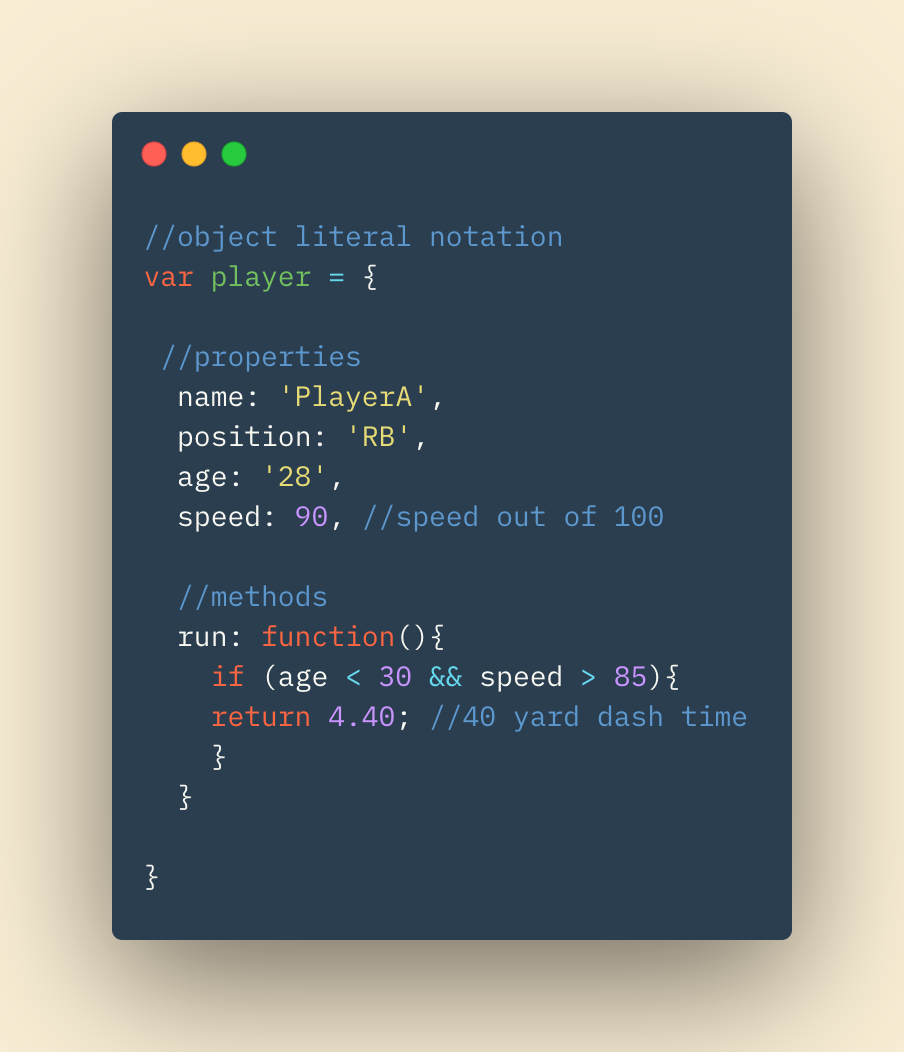 //object literal notation
var player = {
//properties
name: 'PlayerA',
position: 'RB',
age: '28',
speed: 90, //speed out of 100
//methods
run: function(){
if (age < 30 && speed > 85){
return 4.40; //40 yard dash time
}
}
}